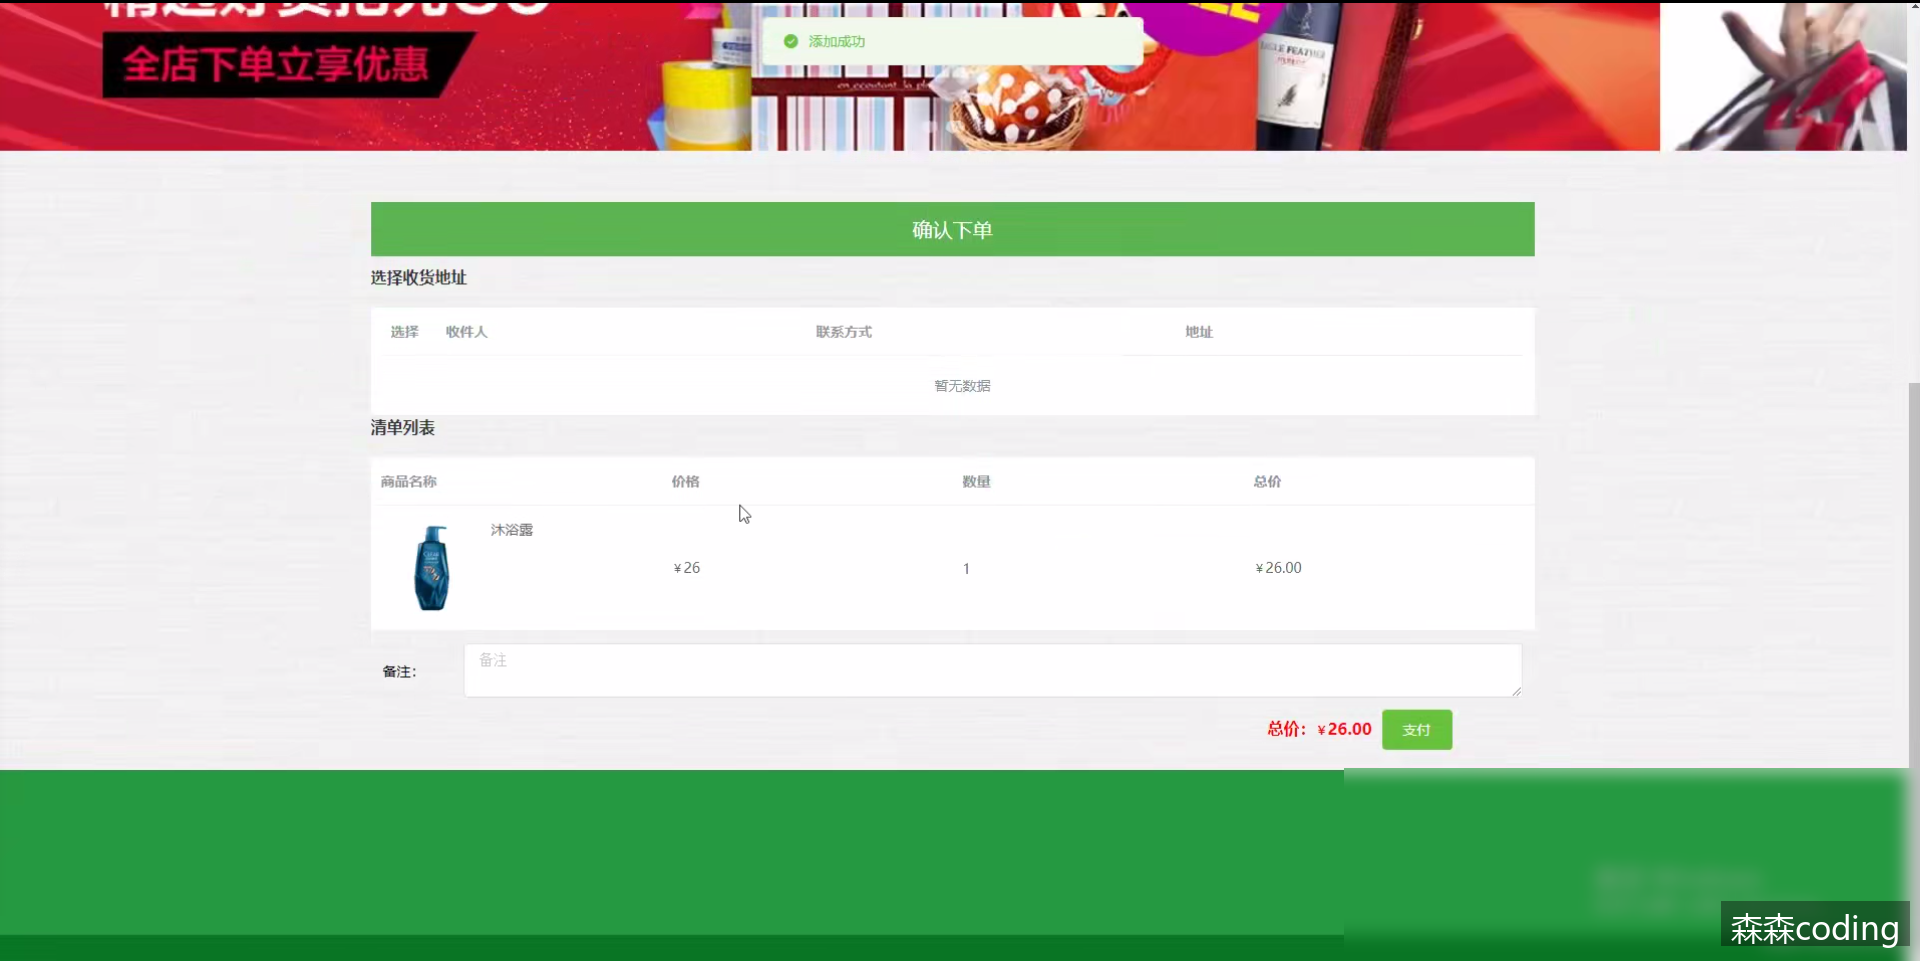 全店下单立享优惠
添加成功
确认下单
选择收货地址
选择 收件人 联系方式 地址
暂无数据
清单列表
商品名称 价格 数量 总价
沐浴露
¥26 1 ¥26.00
备注： 备注
总价：¥26.00 支付
森森coding